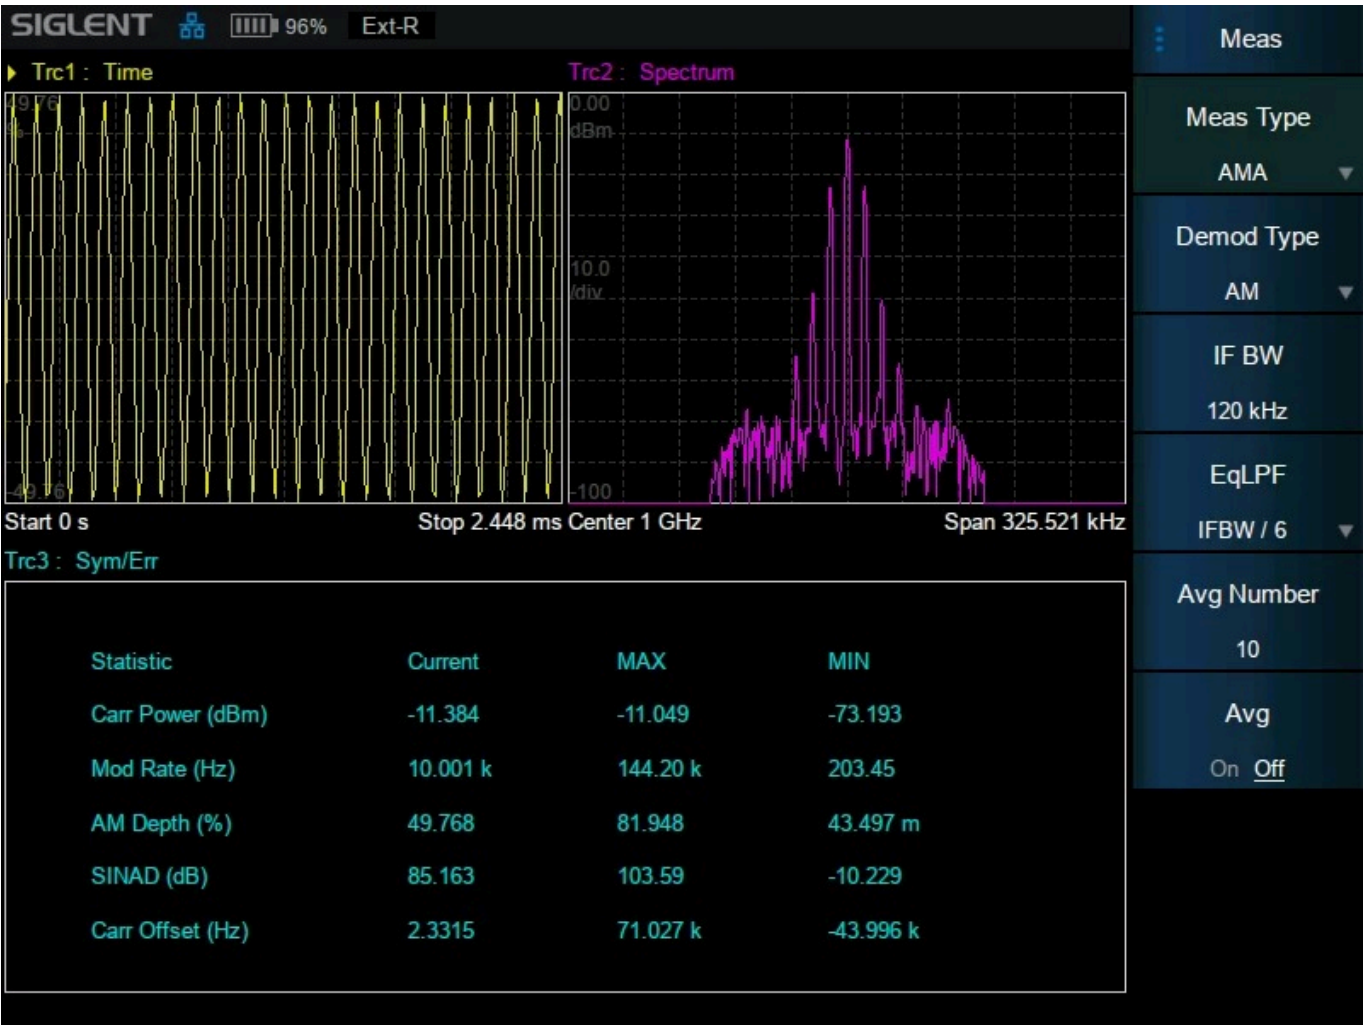 SIGLENT 96% Ext-R
Trc1 : Time
49.76
%
-49.76
Start 0 s Stop 2.448 ms
Trc2 : Spectrum
0.00
dBm
10.0
/div
-100
Center 1 GHz Span 325.521 kHz
Trc3 : Sym/Err
Statistic Current MAX MIN
Carr Power (dBm) -11.384 -11.049 -73.193
Mod Rate (Hz) 10.001 k 144.20 k 203.45
AM Depth (%) 49.768 81.948 43.497 m
SINAD (dB) 85.163 103.59 -10.229
Carr Offset (Hz) 2.3315 71.027 k -43.996 k
Meas
Meas Type
AMA
Demod Type
AM
IF BW
120 kHz
EqLPF
IFBW / 6
Avg Number
10
Avg
On Off